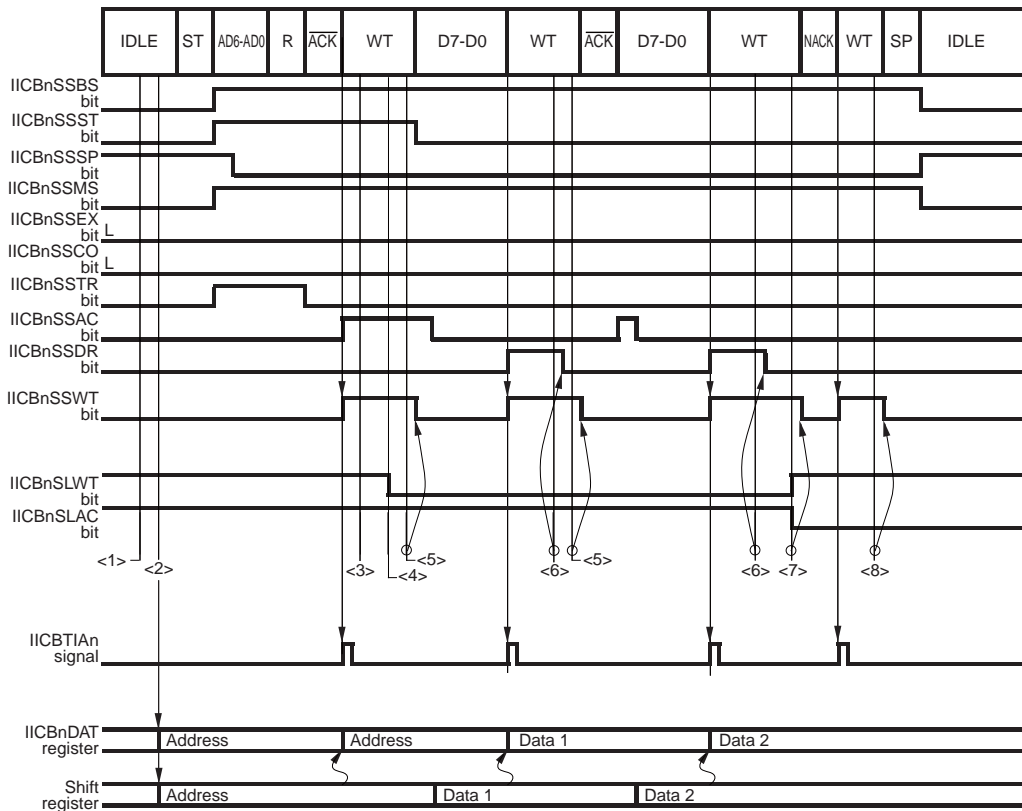 IDLE ST AD6-AD0 R ACK WT D7-D0 WT ACK D7-D0 WT NACK WT SP IDLE
IICBnSSBS
bit
IICBnSSST
bit
IICBnSSSP
bit
IICBnSSMS
bit
IICBnSSEX
bit L
IICBnSSCO
bit L
IICBnSSTR
bit
IICBnSSAC
bit
IICBnSSDR
bit
IICBnSSWT
bit
IICBnSLWT
bit
IICBnSLAC
bit
<1> <2> <3> <4> <5> <6> <5> <6> <7> <8>
IICBTIAn
signal
IICBnDAT
register
Address Address Data 1 Data 2
Shift
register
Address Data 1 Data 2